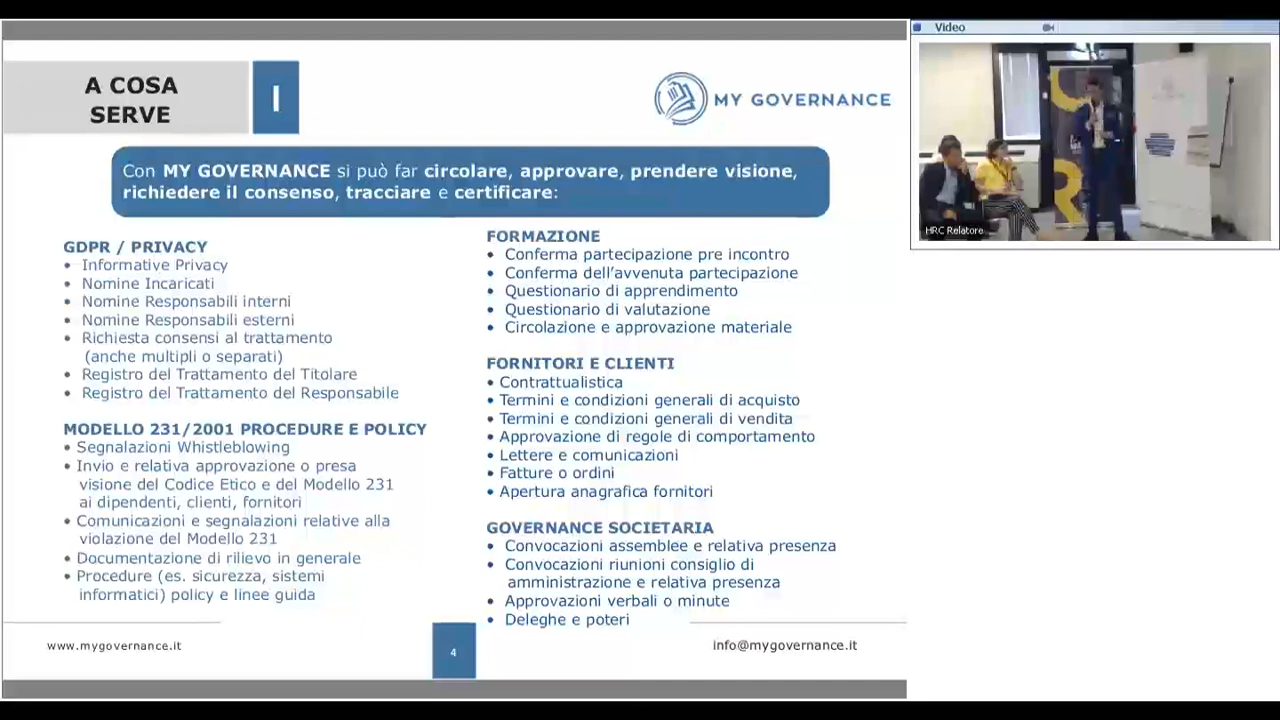 A COSA
SERVE
I
MY GOVERNANCE
Con MY GOVERNANCE si può far circolare, approvare, prendere visione,
richiedere il consenso, tracciare e certificare:
GDPR / PRIVACY
• Informative Privacy
• Nomine Incaricati
• Nomine Responsabili interni
• Nomine Responsabili esterni
• Richiesta consensi al trattamento
(anche multipli o separati)
• Registro del Trattamento del Titolare
• Registro del Trattamento del Responsabile
MODELLO 231/2001 PROCEDURE E POLICY
• Segnalazioni Whistleblowing
• Invio e relativa approvazione o presa
visione del Codice Etico e del Modello 231
ai dipendenti, clienti, fornitori
• Comunicazioni e segnalazioni relative alla
violazione del Modello 231
• Documentazione di rilievo in generale
• Procedure (es. sicurezza, sistemi
informatici) policy e linee guida
FORMAZIONE
• Conferma partecipazione pre incontro
• Conferma dell’avvenuta partecipazione
• Questionario di apprendimento
• Questionario di valutazione
• Circolazione e approvazione materiale
FORNITORI E CLIENTI
• Contrattualistica
• Termini e condizioni generali di acquisto
• Termini e condizioni generali di vendita
• Approvazione di regole di comportamento
• Lettere e comunicazioni
• Fatture o ordini
• Apertura anagrafica fornitori
GOVERNANCE SOCIETARIA
• Convocazioni assemblee e relativa presenza
• Convocazioni riunioni consiglio di
amministrazione e relativa presenza
• Approvazioni verbali o minute
• Deleghe e poteri
www.mygovernance.it
4
info@mygovernance.it
Video
HRC Relatore